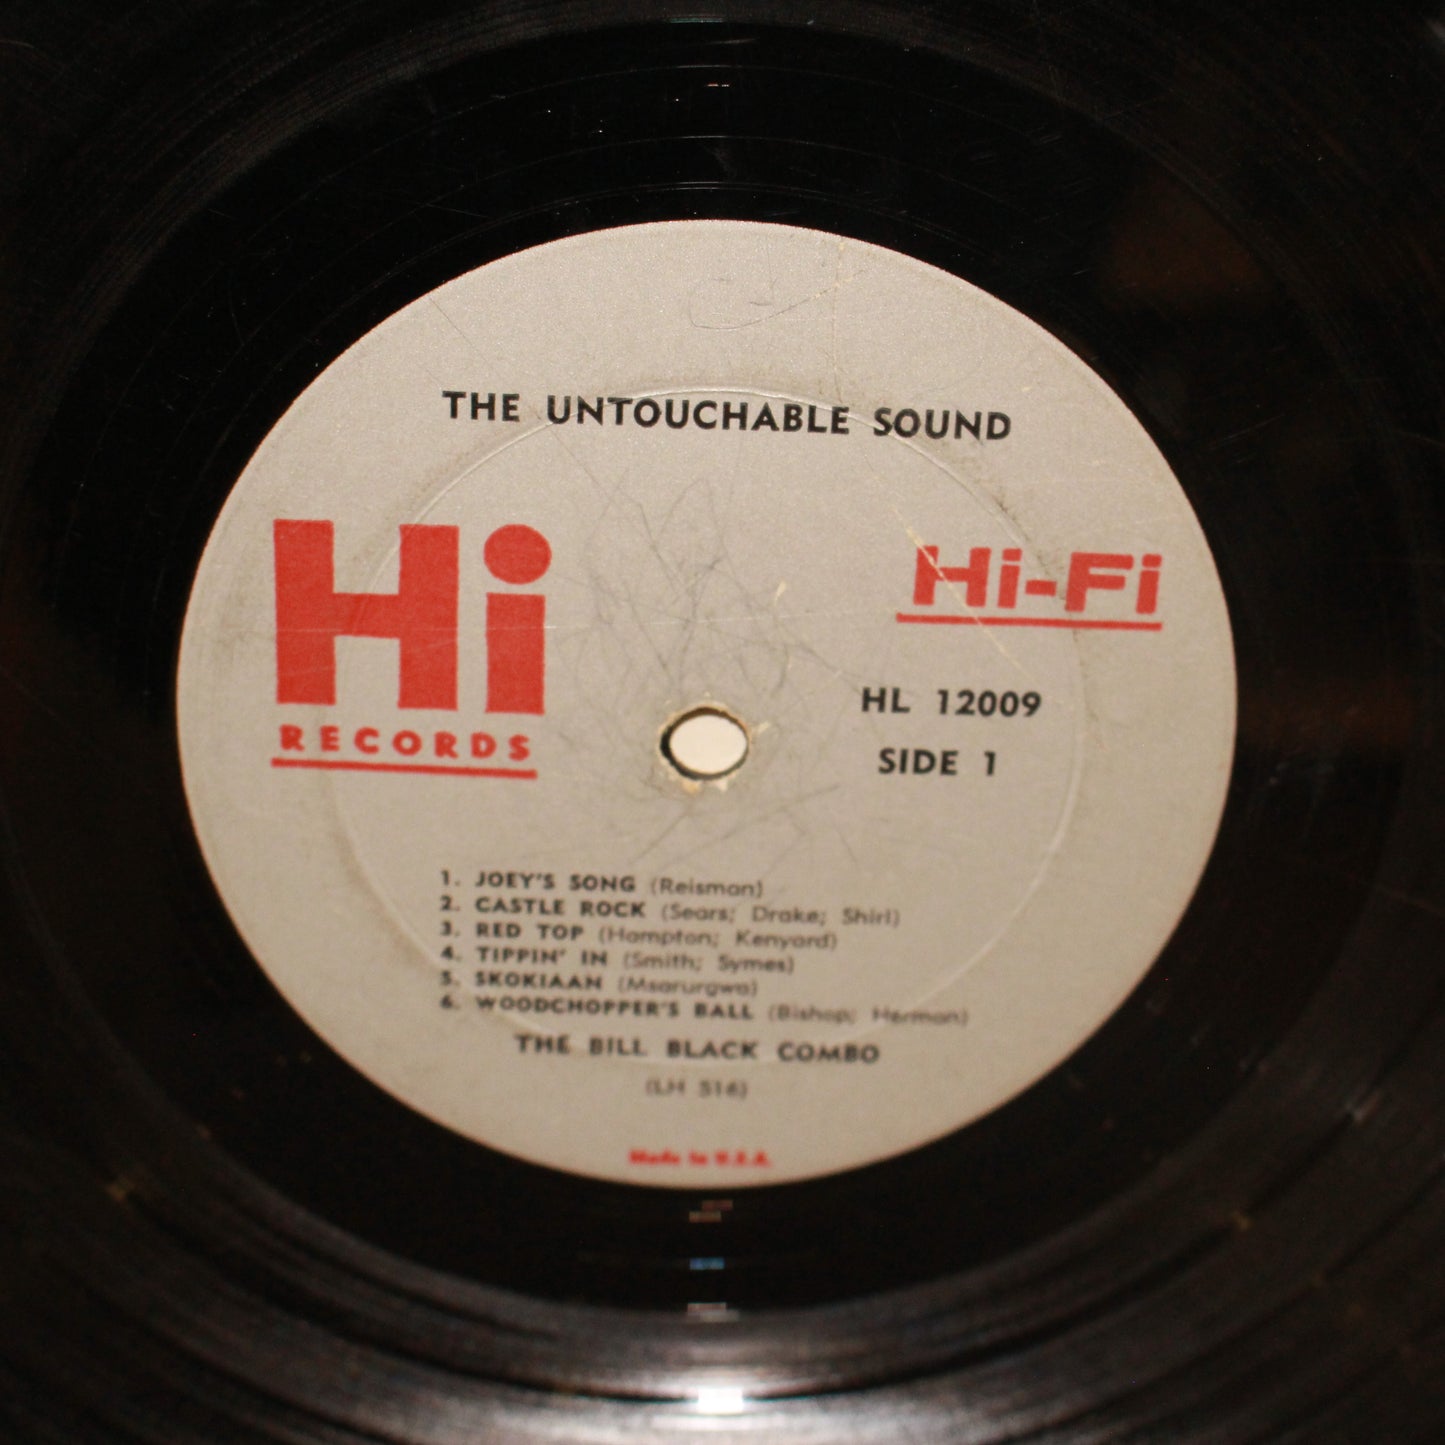 THE UNTOUCHABLE SOUND
Hi
RECORDS
Hi-Fi
HL 12009
SIDE 1
1. JOEY'S SONG (Reisman)
2. CASTLE ROCK (Sears; Drake; Shirl)
3. RED TOP (Hampton; Kenyard)
4. TIPPIN' IN (Smith; Symes)
5. SKOKIAAN (Msarurgwa)
6. WOODCHOPPER'S BALL (Bishop; Herman)
THE BILL BLACK COMBO
(LH 516)
Made In U.S.A.